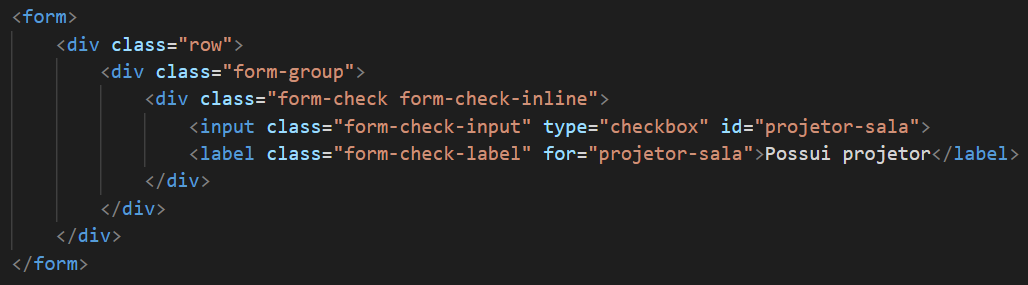 <form>
<div class="row">
<div class="form-group">
<div class="form-check form-check-inline">
<input class="form-check-input" type="checkbox" id="projetor-sala">
<label class="form-check-label" for="projetor-sala">Possui projetor</label>
</div>
</div>
</div>
</form>